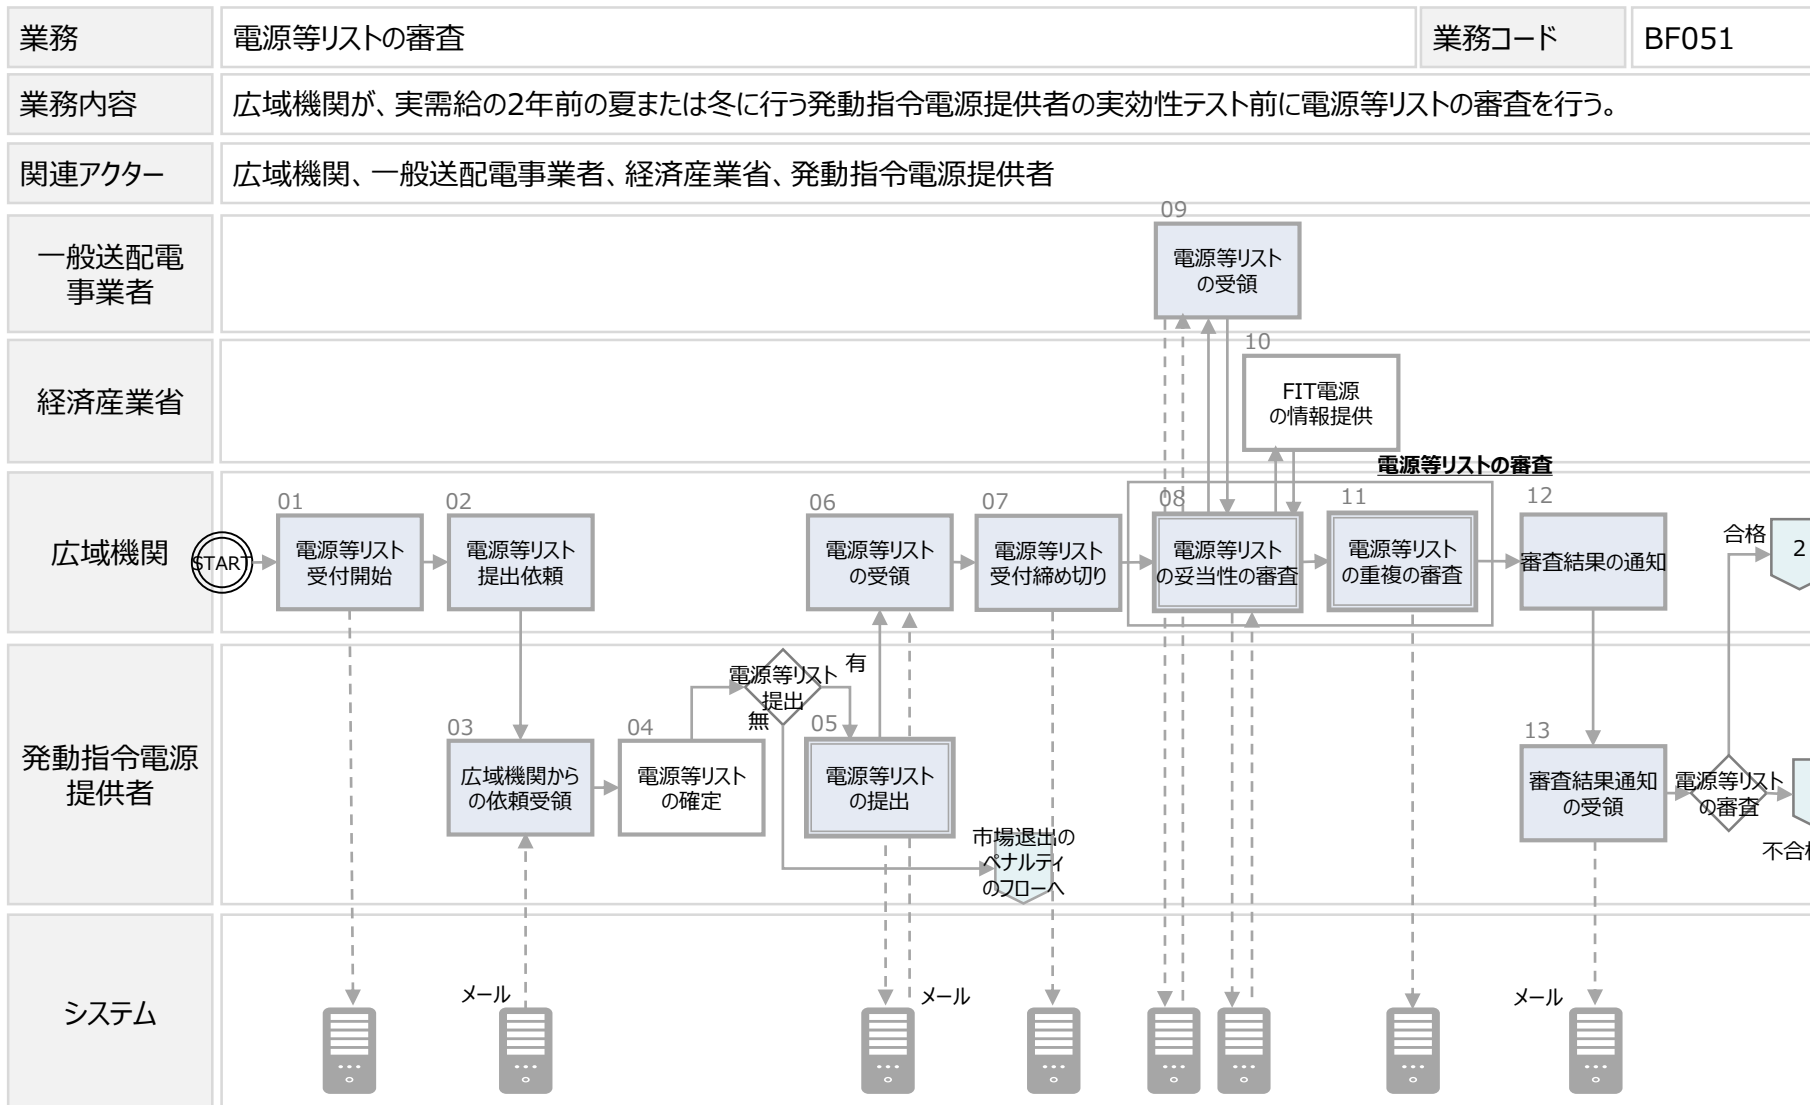 業務
電源等リストの審査
業務コード
BF051
業務内容
広域機関が、実需給の2年前の夏または冬に行う発動指令電源提供者の実効性テスト前に電源等リストの審査を行う。
関連アクター
広域機関、一般送配電事業者、経済産業省、発動指令電源提供者
一般送配電
事業者
09
電源等リスト
の受領
経済産業省
10
FIT電源
の情報提供
広域機関
START
01
電源等リスト
受付開始
02
電源等リスト
提出依頼
06
電源等リスト
の受領
07
電源等リスト
受付締め切り
電源等リストの審査
08
電源等リスト
の妥当性の審査
11
電源等リスト
の重複の審査
12
審査結果の通知
合格
2
発動指令電源
提供者
03
広域機関から
の依頼受領
04
電源等リスト
の確定
電源等リスト
提出
有
無
05
電源等リスト
の提出
市場退出の
ペナルティ
のフローへ
13
審査結果通知
の受領
電源等リスト
の審査
不合
システム
メール
メール
メール